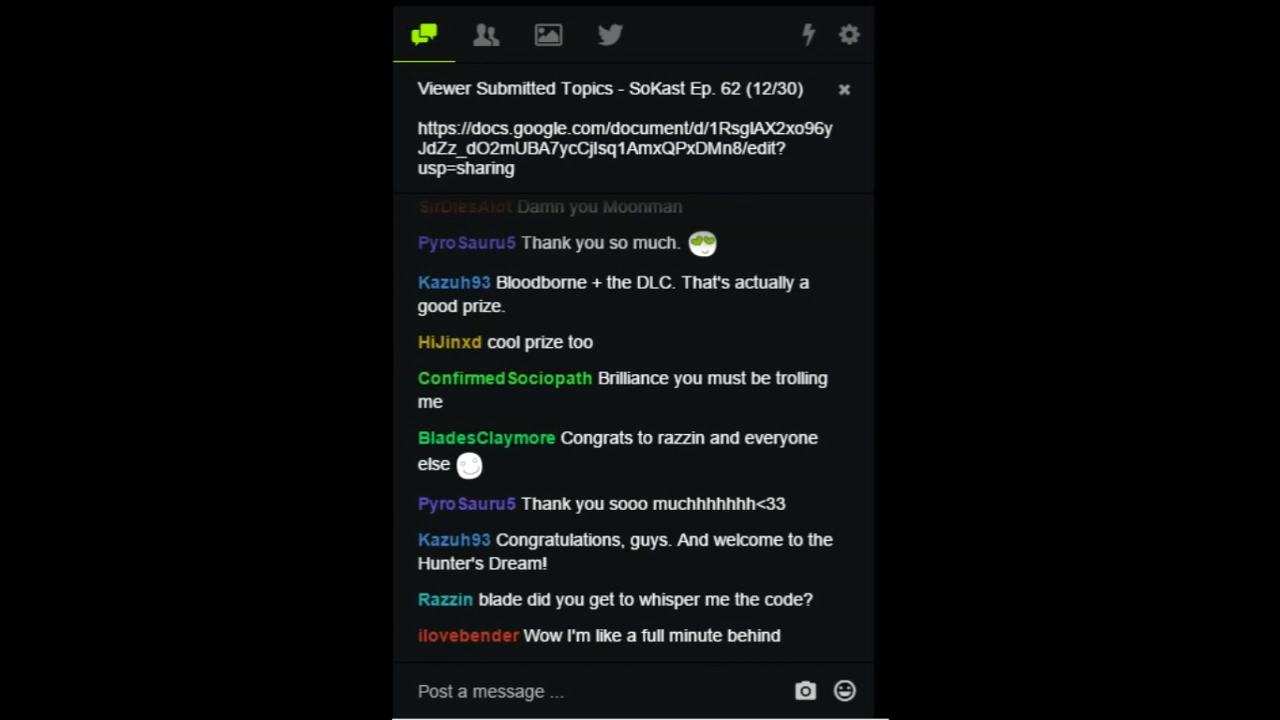 Viewer Submitted Topics - SoKast Ep. 62 (12/30)
https://docs.google.com/document/d/1RsglAX2xo96y
JdZz_dO2mUBA7ycCjlsq1AmxQPxDMn8/edit?
usp=sharing
SirDiesAlot Damn you Moonman
PyroSauru5 Thank you so much.
Kazuh93 Bloodborne + the DLC. That's actually a
good prize.
HiJinxd cool prize too
ConfirmedSociopath Brilliance you must be trolling
me
BladesClaymore Congrats to razzin and everyone
else
PyroSauru5 Thank you sooo muchhhhhhh<33
Kazuh93 Congratulations, guys. And welcome to the
Hunter's Dream!
Razzin blade did you get to whisper me the code?
ilovebender Wow I'm like a full minute behind
Post a message ...